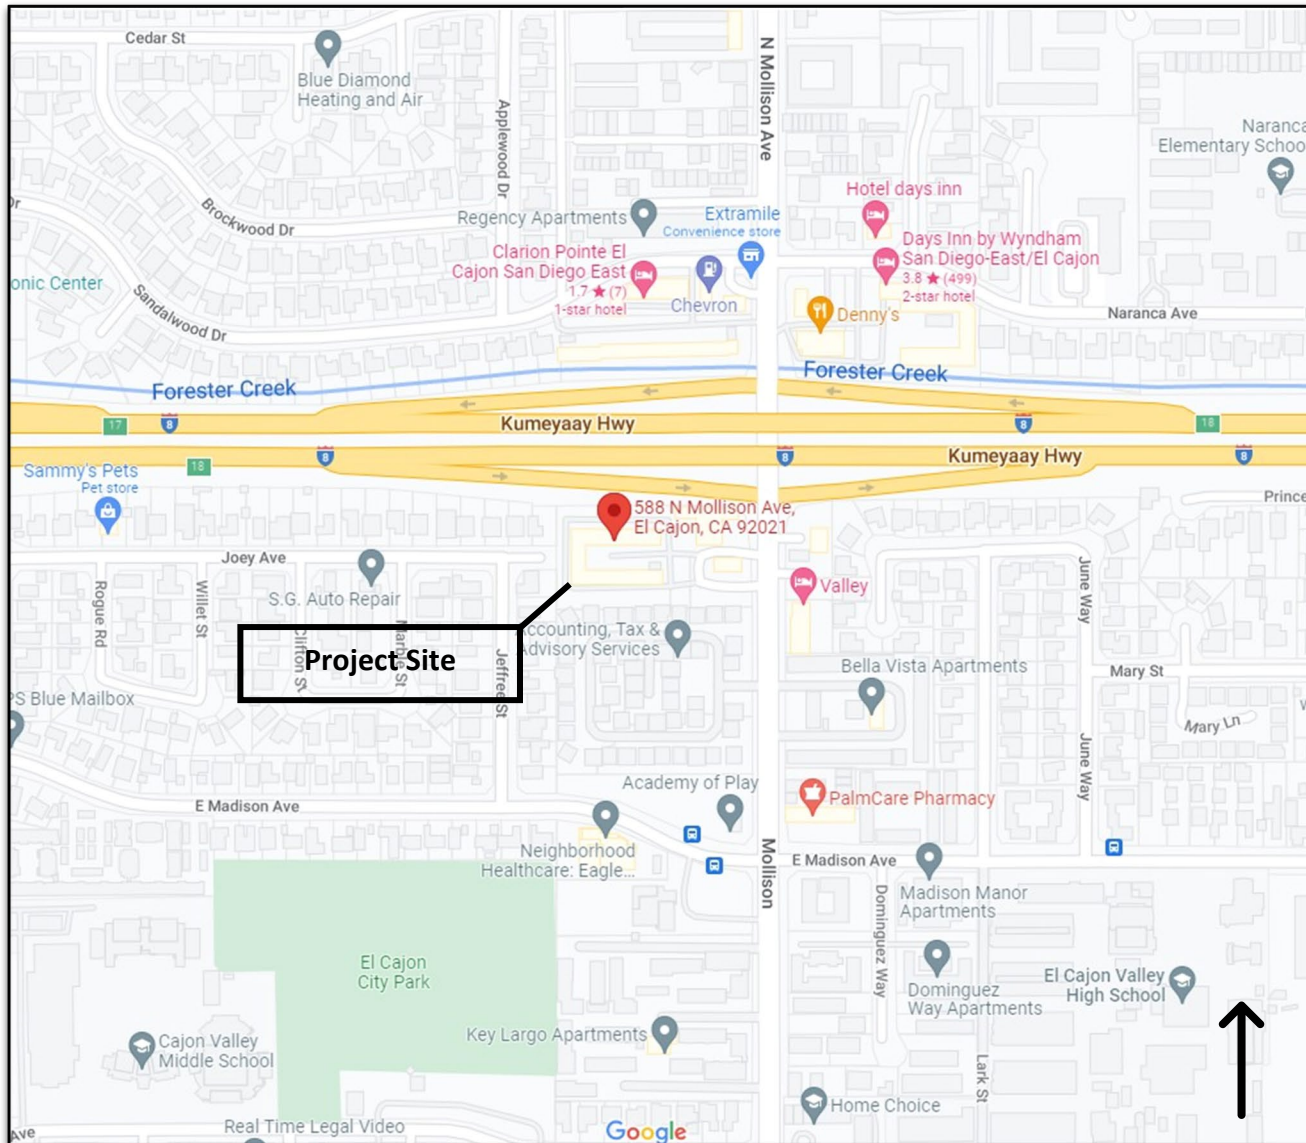 Cedar St
Blue Diamond
Heating and Air
Applewood Dr
N Mollison Ave
Naranca
Elementary Schoo
Brockwood Dr
Regency Apartments
Extramile
Convenience store
Hotel days inn
Clarion Pointe El
Cajon San Diego East
1.7 ★ (7)
1-star hotel
Chevron
Days Inn by Wyndham
San Diego-East/El Cajon
3.8 ★ (499)
2-star hotel
Dr
onic Center
Sandalwood Dr
Denny's
Naranca Ave
Forester Creek
Forester Creek
17
8
Kumeyaay Hwy
8
18
18
8
8
Kumeyaay Hwy
8
Sammy's Pets
Pet store
588 N Mollison Ave,
El Cajon, CA 92021
Prince
Joey Ave
S.G. Auto Repair
Rogue Rd
Willet St
Clifton St
Marble St
Jeffree St
Project Site
Accounting, Tax &
Advisory Services
Valley
June Way
Bella Vista Apartments
Mary St
Mary Ln
PS Blue Mailbox
June Way
E Madison Ave
Academy of Play
PalmCare Pharmacy
Neighborhood
Healthcare: Eagle...
Mollison
E Madison Ave
Madison Manor
Apartments
Dominguez Way
El Cajon
City Park
Dominguez
Way Apartments
El Cajon Valley
High School
Cajon Valley
Middle School
Key Largo Apartments
Lark St
Home Choice
Real Time Legal Video
Ave
Google